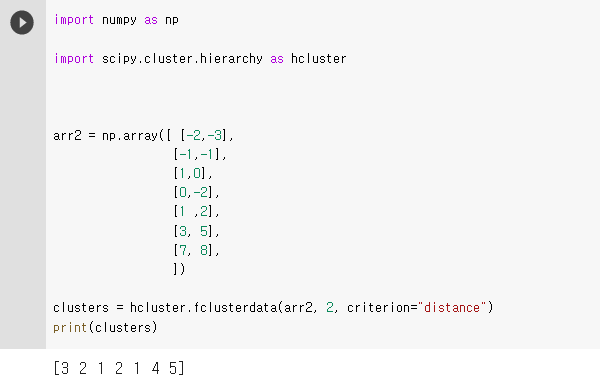 import numpy as np
import scipy.cluster.hierarchy as hcluster
arr2 = np.array([ [-2,-3],
[-1,-1],
[1,0],
[0,-2],
[1 ,2],
[3, 5],
[7, 8],
])
clusters = hcluster.fclusterdata(arr2, 2, criterion="distance")
print(clusters)
[3 2 1 2 1 4 5]